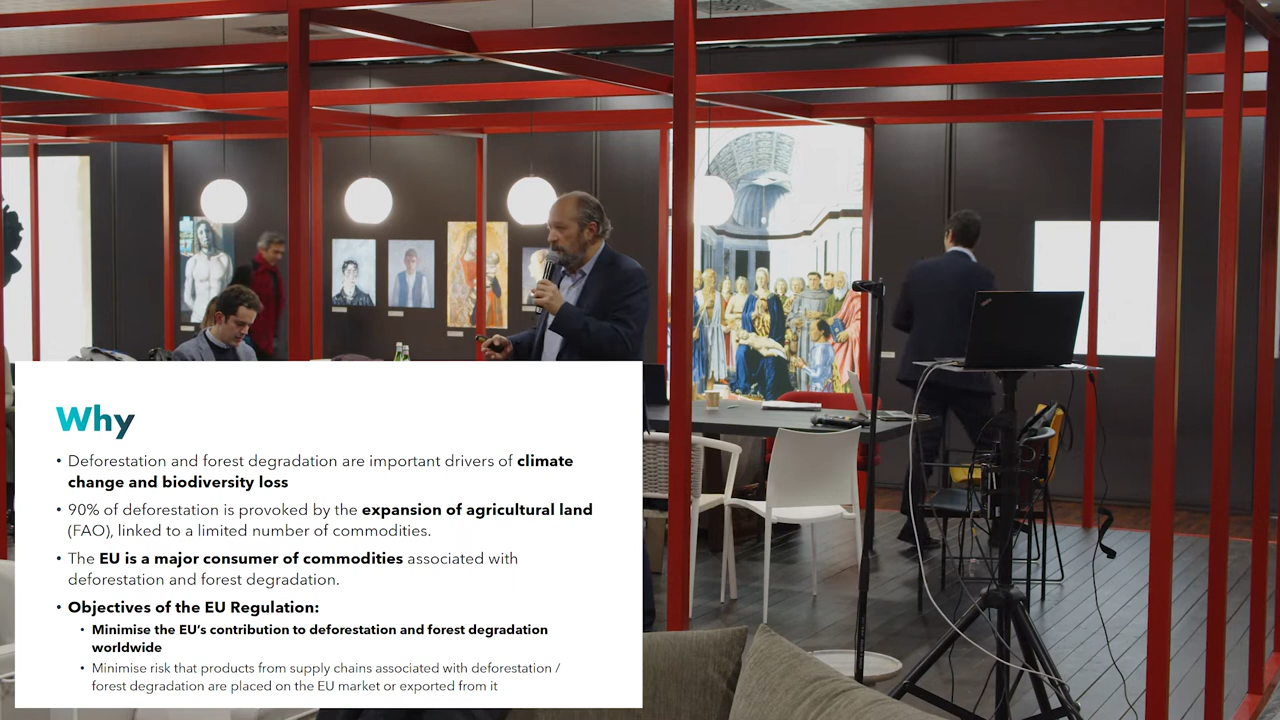 Why
• Deforestation and forest degradation are important drivers of climate
change and biodiversity loss
• 90% of deforestation is provoked by the expansion of agricultural land
(FAO), linked to a limited number of commodities.
• The EU is a major consumer of commodities associated with
deforestation and forest degradation.
• Objectives of the EU Regulation:
• Minimise the EU's contribution to deforestation and forest degradation
worldwide
• Minimise risk that products from supply chains associated with deforestation /
forest degradation are placed on the EU market or exported from it